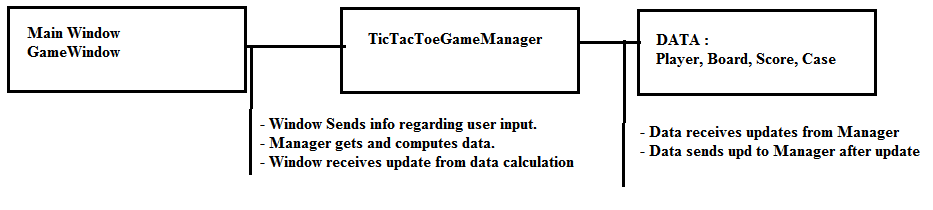 Main Window
GameWindow
TicTacToeGameManager
DATA :
Player, Board, Score, Case
- Window Sends info regarding user input.
- Manager gets and computes data.
- Window receives update from data calculation
- Data receives updates from Manager
- Data sends upd to Manager after update